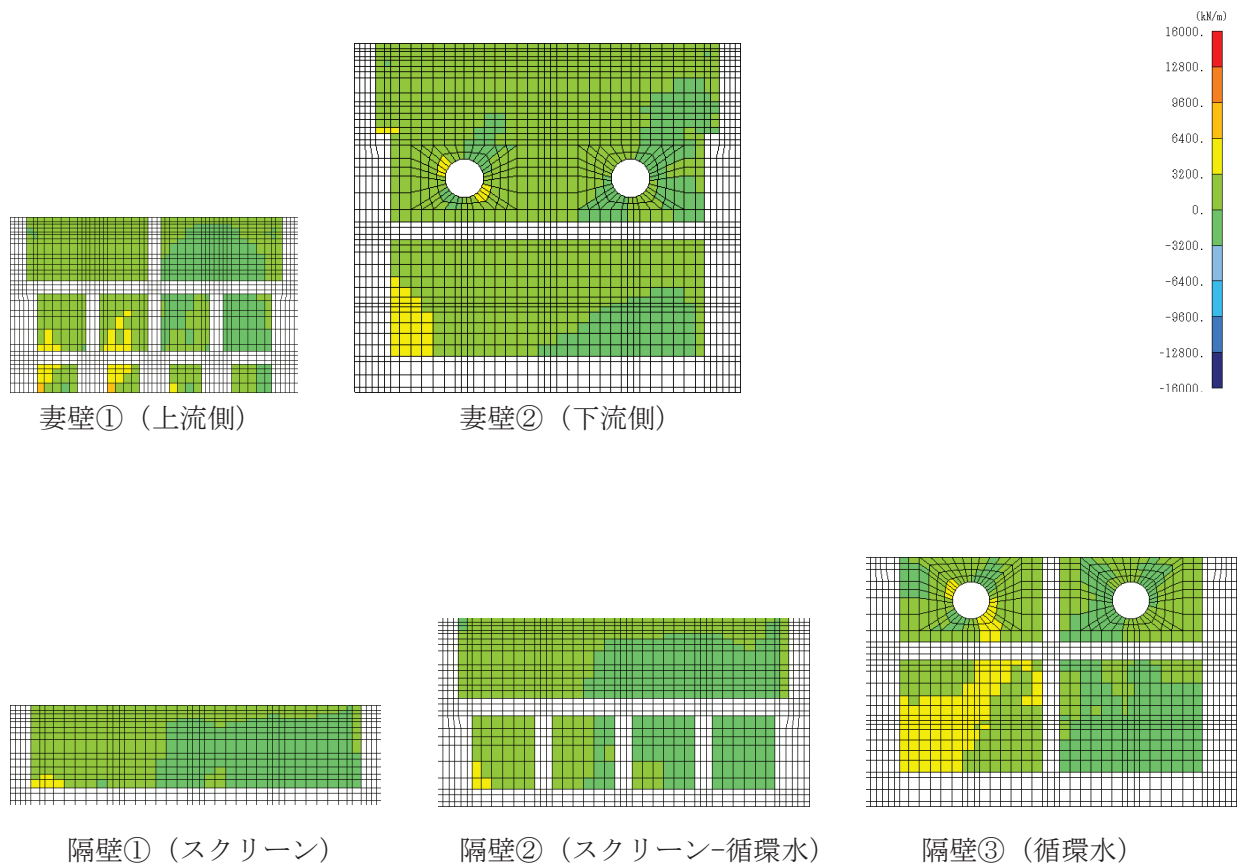 (kN/m)
16000.
12800.
9600.
6400.
3200.
0.
-3200.
-6400.
-9600.
-12800.
-16000.
妻壁①（上流側）
妻壁②（下流側）
隔壁①（スクリーン）
隔壁②（スクリーン-循環水）
隔壁③（循環水）